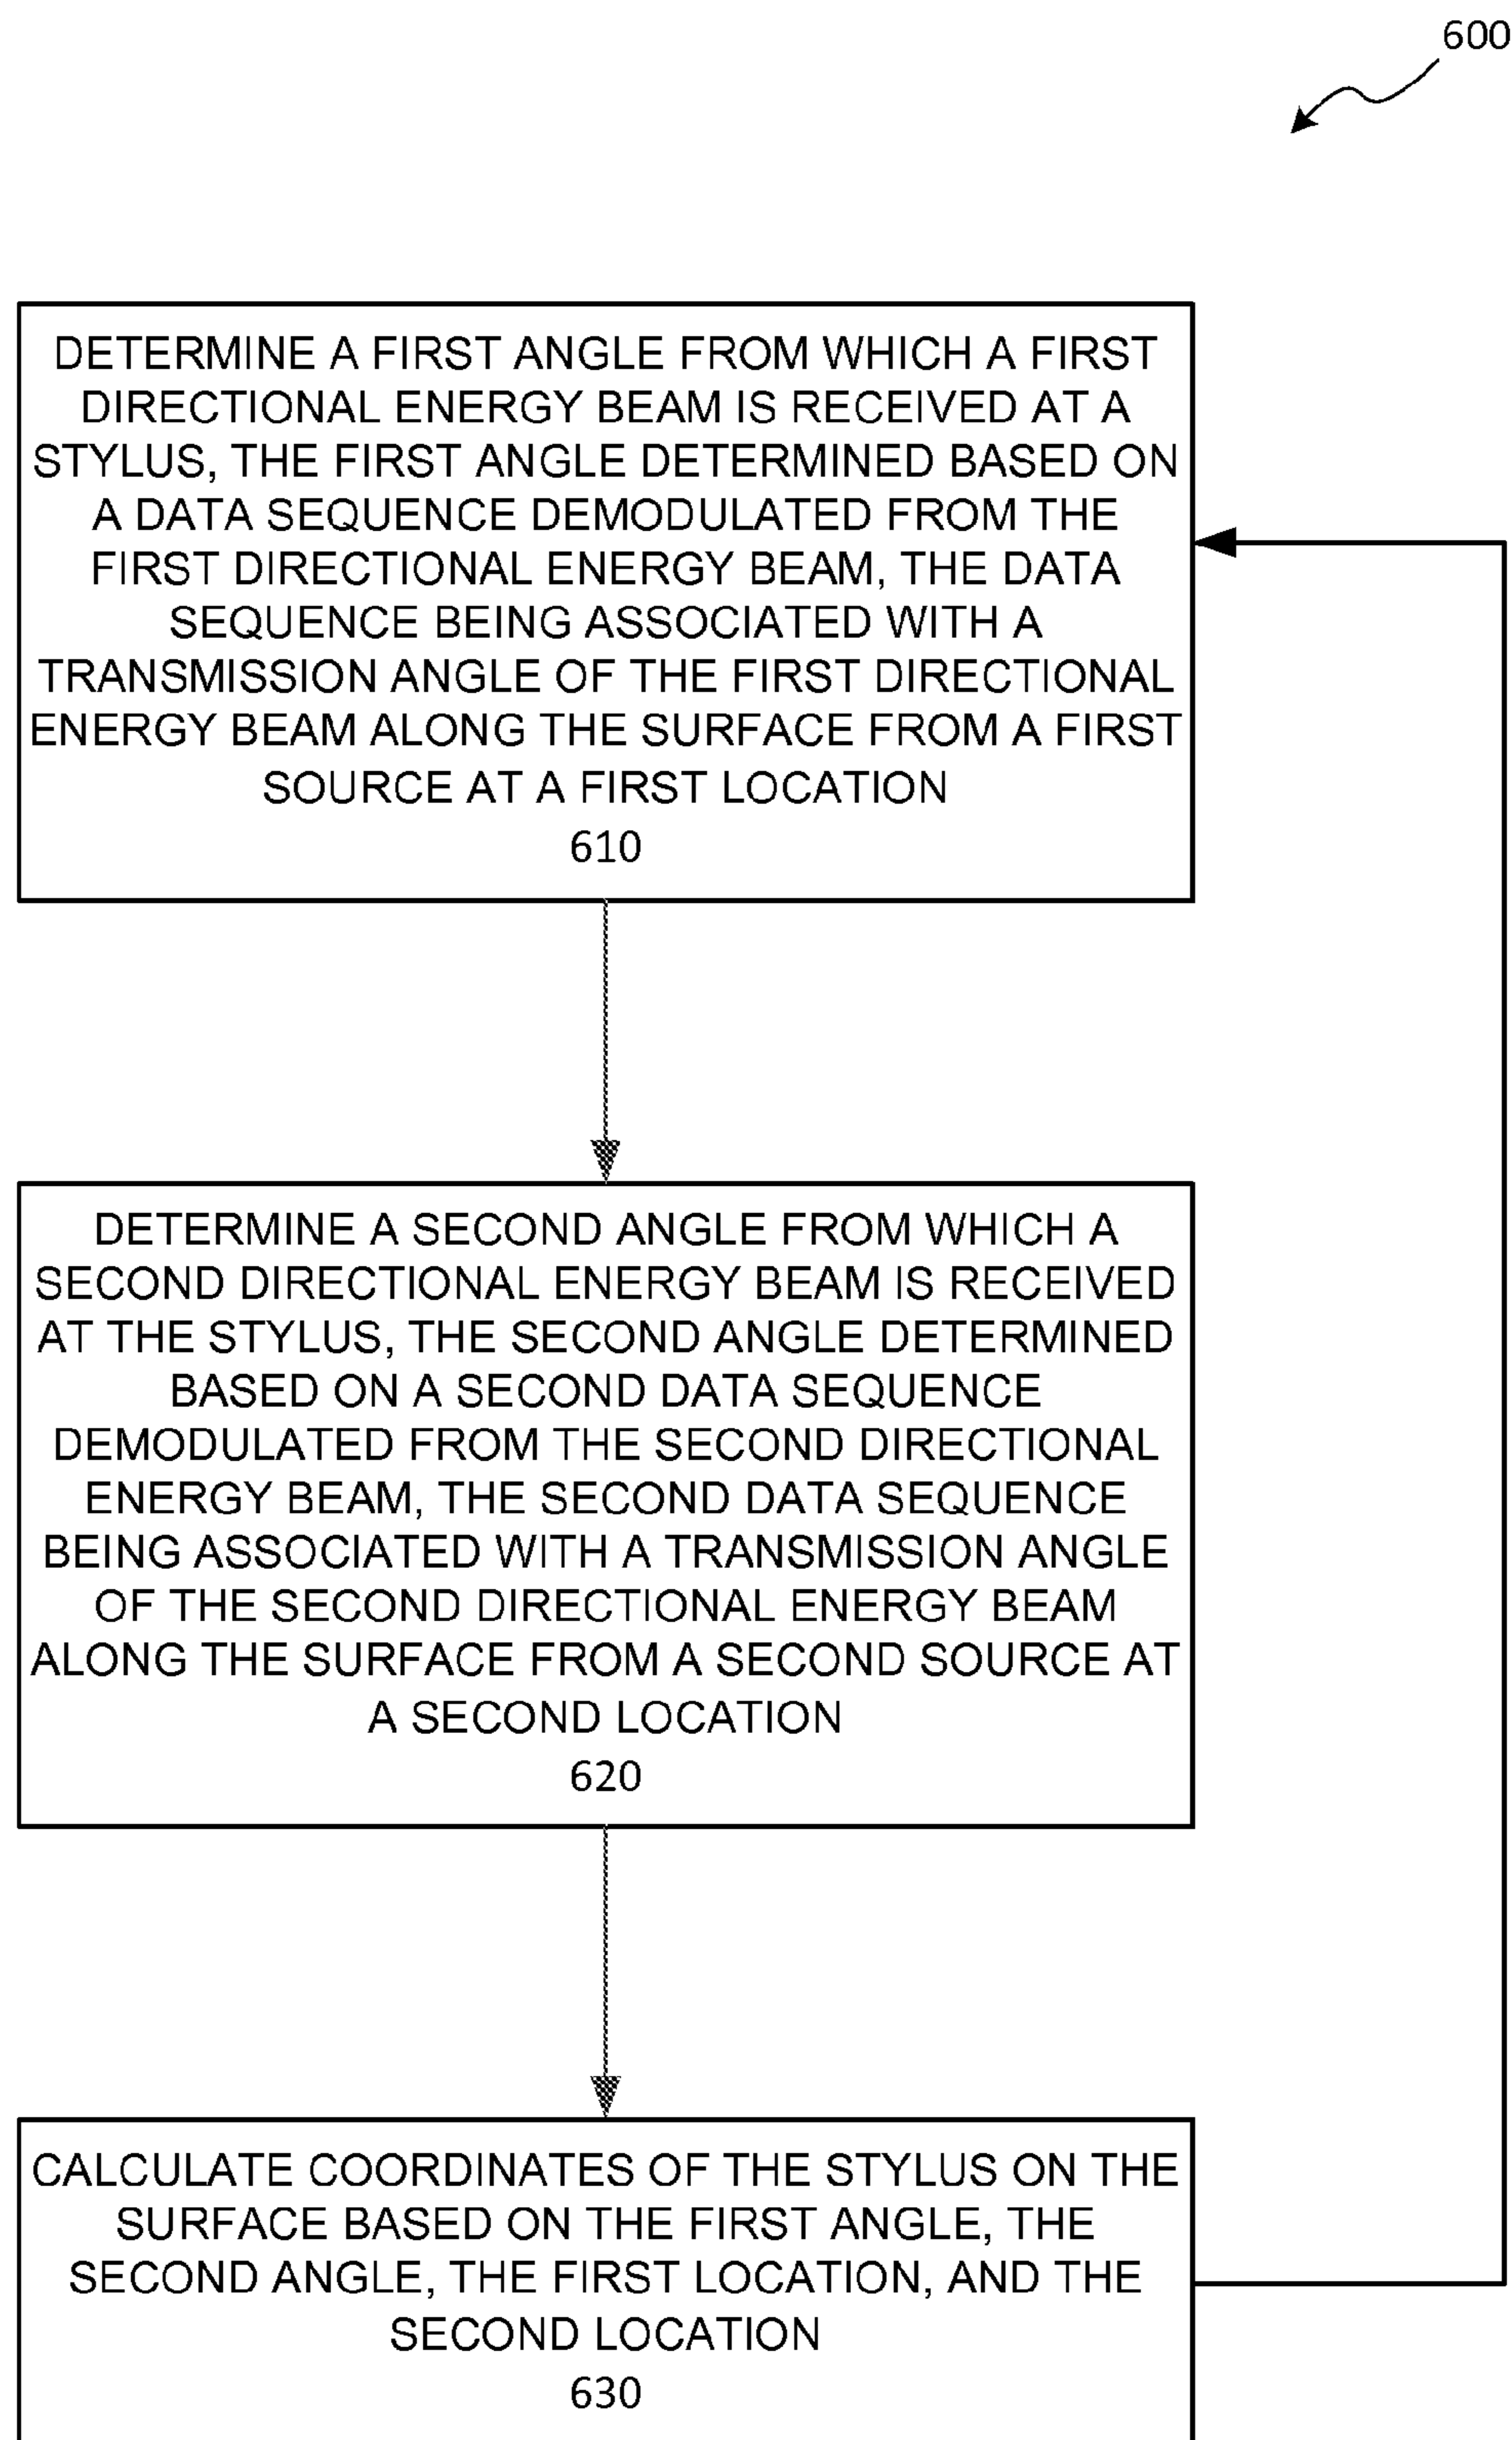 600
DETERMINE A FIRST ANGLE FROM WHICH A FIRST
DIRECTIONAL ENERGY BEAM IS RECEIVED AT A
STYLUS, THE FIRST ANGLE DETERMINED BASED ON
A DATA SEQUENCE DEMODULATED FROM THE
FIRST DIRECTIONAL ENERGY BEAM, THE DATA
SEQUENCE BEING ASSOCIATED WITH A
TRANSMISSION ANGLE OF THE FIRST DIRECTIONAL
ENERGY BEAM ALONG THE SURFACE FROM A FIRST
SOURCE AT A FIRST LOCATION
610
DETERMINE A SECOND ANGLE FROM WHICH A
SECOND DIRECTIONAL ENERGY BEAM IS RECEIVED
AT THE STYLUS, THE SECOND ANGLE DETERMINED
BASED ON A SECOND DATA SEQUENCE
DEMODULATED FROM THE SECOND DIRECTIONAL
ENERGY BEAM, THE SECOND DATA SEQUENCE
BEING ASSOCIATED WITH A TRANSMISSION ANGLE
OF THE SECOND DIRECTIONAL ENERGY BEAM
ALONG THE SURFACE FROM A SECOND SOURCE AT
A SECOND LOCATION
620
CALCULATE COORDINATES OF THE STYLUS ON THE
SURFACE BASED ON THE FIRST ANGLE, THE
SECOND ANGLE, THE FIRST LOCATION, AND THE
SECOND LOCATION
630